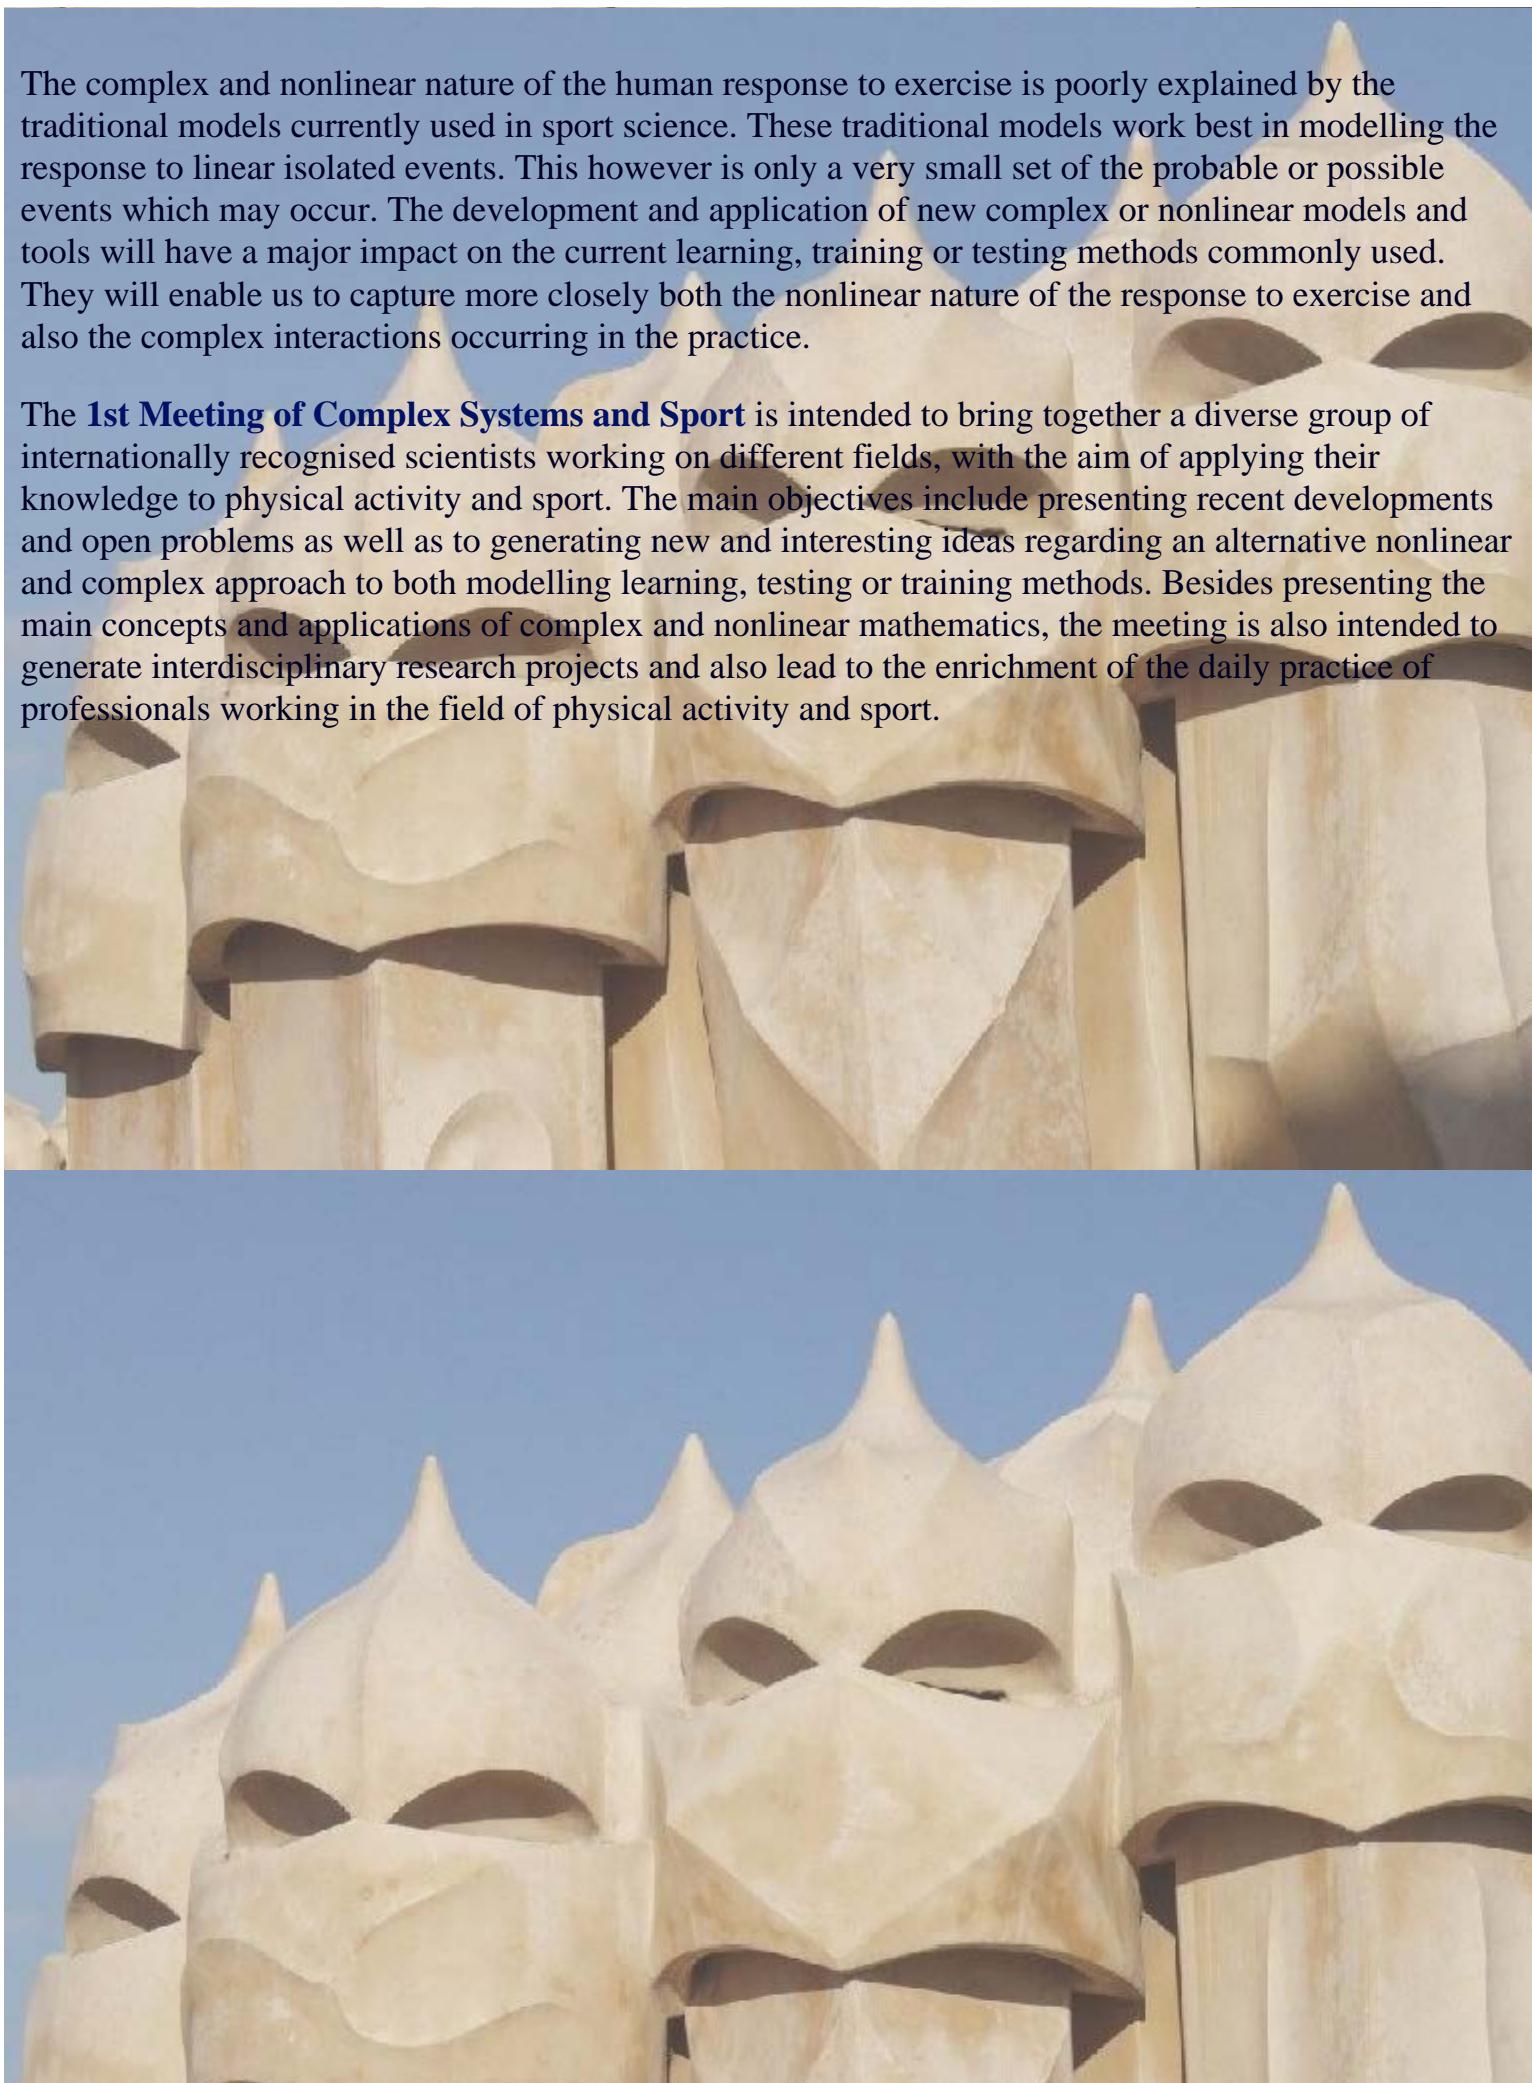 The complex and nonlinear nature of the human response to exercise is poorly explained by the
traditional models currently used in sport science. These traditional models work best in modelling the
response to linear isolated events. This however is only a very small set of the probable or possible
events which may occur. The development and application of new complex or nonlinear models and
tools will have a major impact on the current learning, training or testing methods commonly used.
They will enable us to capture more closely both the nonlinear nature of the response to exercise and
also the complex interactions occurring in the practice.
The 1st Meeting of Complex Systems and Sport is intended to bring together a diverse group of
internationally recognised scientists working on different fields, with the aim of applying their
knowledge to physical activity and sport. The main objectives include presenting recent developments
and open problems as well as to generating new and interesting ideas regarding an alternative nonlinear
and complex approach to both modelling learning, testing or training methods. Besides presenting the
main concepts and applications of complex and nonlinear mathematics, the meeting is also intended to
generate interdisciplinary research projects and also lead to the enrichment of the daily practice of
professionals working in the field of physical activity and sport.